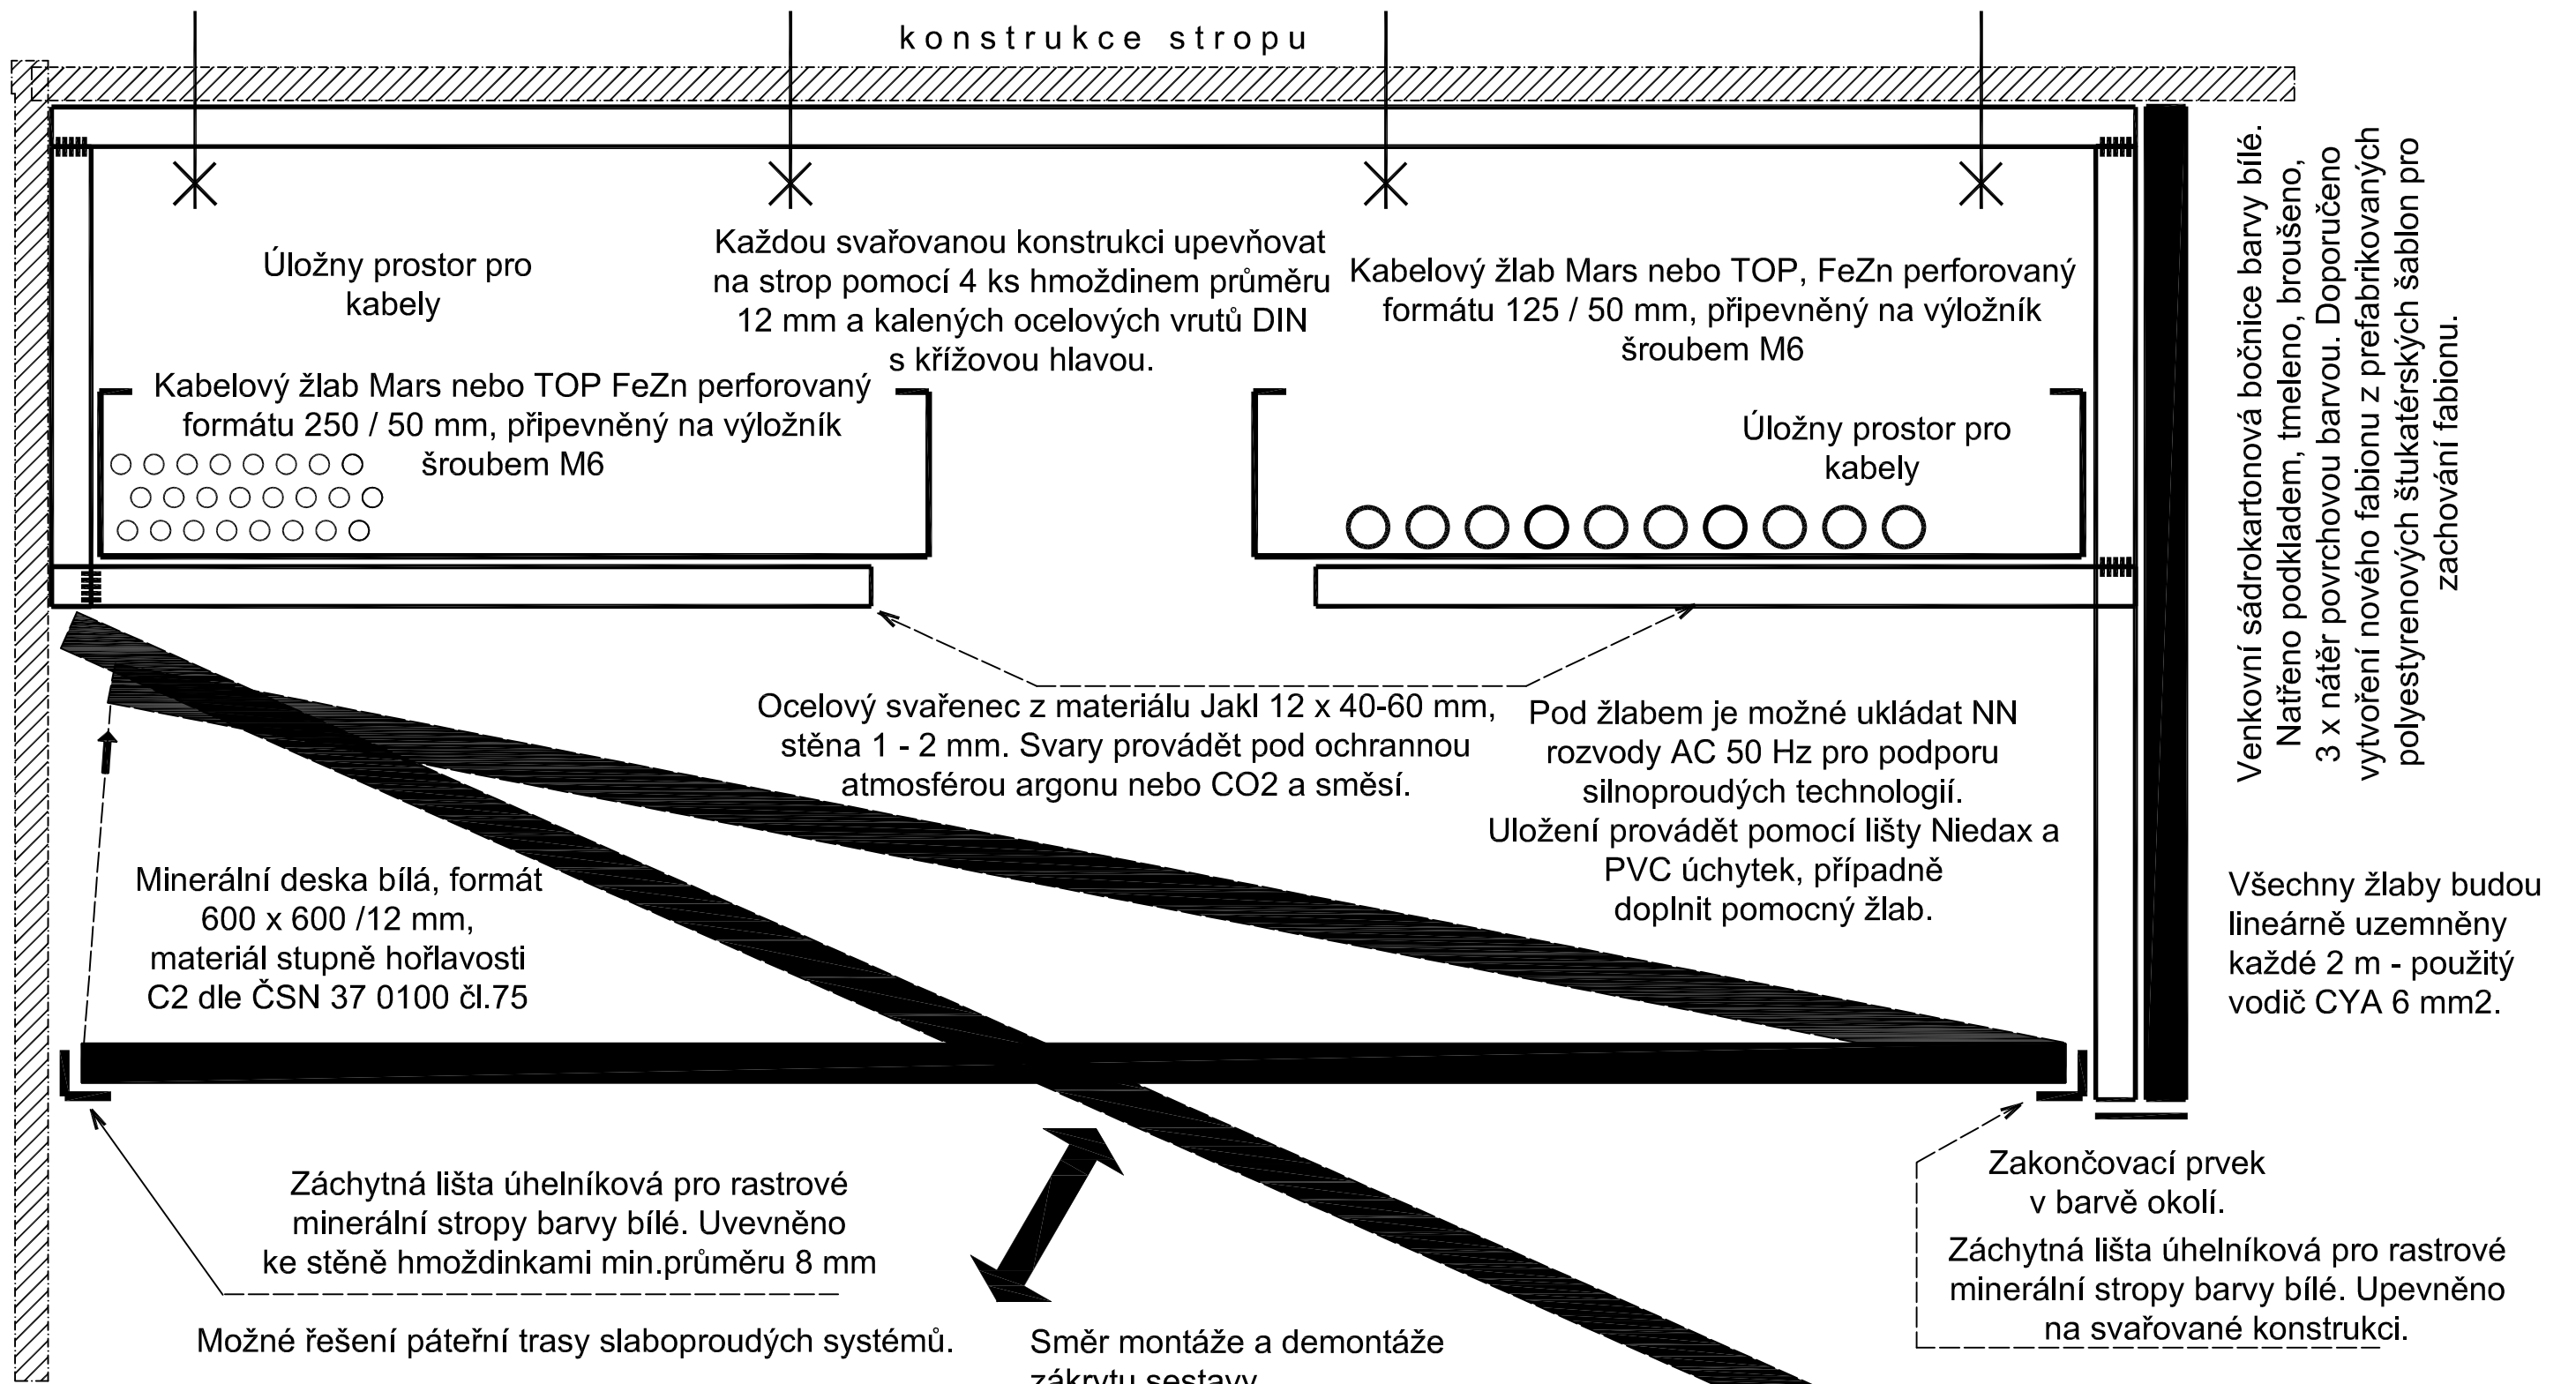 konstrukce stropu
Úložny prostor pro
kabely
Každou svařovanou konstrukci upevňovat
na strop pomocí 4 ks hmoždinem průměru
12 mm a kalených ocelových vrutů DIN
s křížovou hlavou.
Kabelový žlab Mars nebo TOP, FeZn perforovaný
formátu 125 / 50 mm, připevněný na výložník
šroubem M6
Kabelový žlab Mars nebo TOP FeZn perforovaný
formátu 250 / 50 mm, připevněný na výložník
šroubem M6
Úložny prostor pro
kabely
Venkovní sádrokartonová bočnice barvy bílé.
Natřeno podkladem, tmeleno, broušeno,
3 x nátěr povrchovou barvou. Doporučeno
vytvoření nového fabionu z prefabrikovaných
polyestyrenových štukatérských šablon pro
zachování fabionu.
Ocelový svařenec z materiálu Jakl 12 x 40-60 mm,
stěna 1 - 2 mm. Svary provádět pod ochrannou
atmosférou argonu nebo CO2 a směsí.
Pod žlabem je možné ukládat NN
rozvody AC 50 Hz pro podporu
silnoproudých technologií.
Uložení provádět pomocí lišty Niedax a
PVC úchytek, případně
doplnit pomocný žlab.
Minerální deska bílá, formát
600 x 600 /12 mm,
materiál stupně hořlavosti
C2 dle ČSN 37 0100 čl.75
Všechny žlaby budou
lineárně uzemněny
každé 2 m - použitý
vodič CYA 6 mm2.
Záchytná lišta úhelníková pro rastrové
minerální stropy barvy bílé. Uvevněno
ke stěně hmoždinkami min.průměru 8 mm
Zakončovací prvek
v barvě okolí.
Záchytná lišta úhelníková pro rastrové
minerální stropy barvy bílé. Upevněno
na svařované konstrukci.
Možné řešení páteřní trasy slaboproudých systémů.
Směr montáže a demontáže
zákrytu sestavy